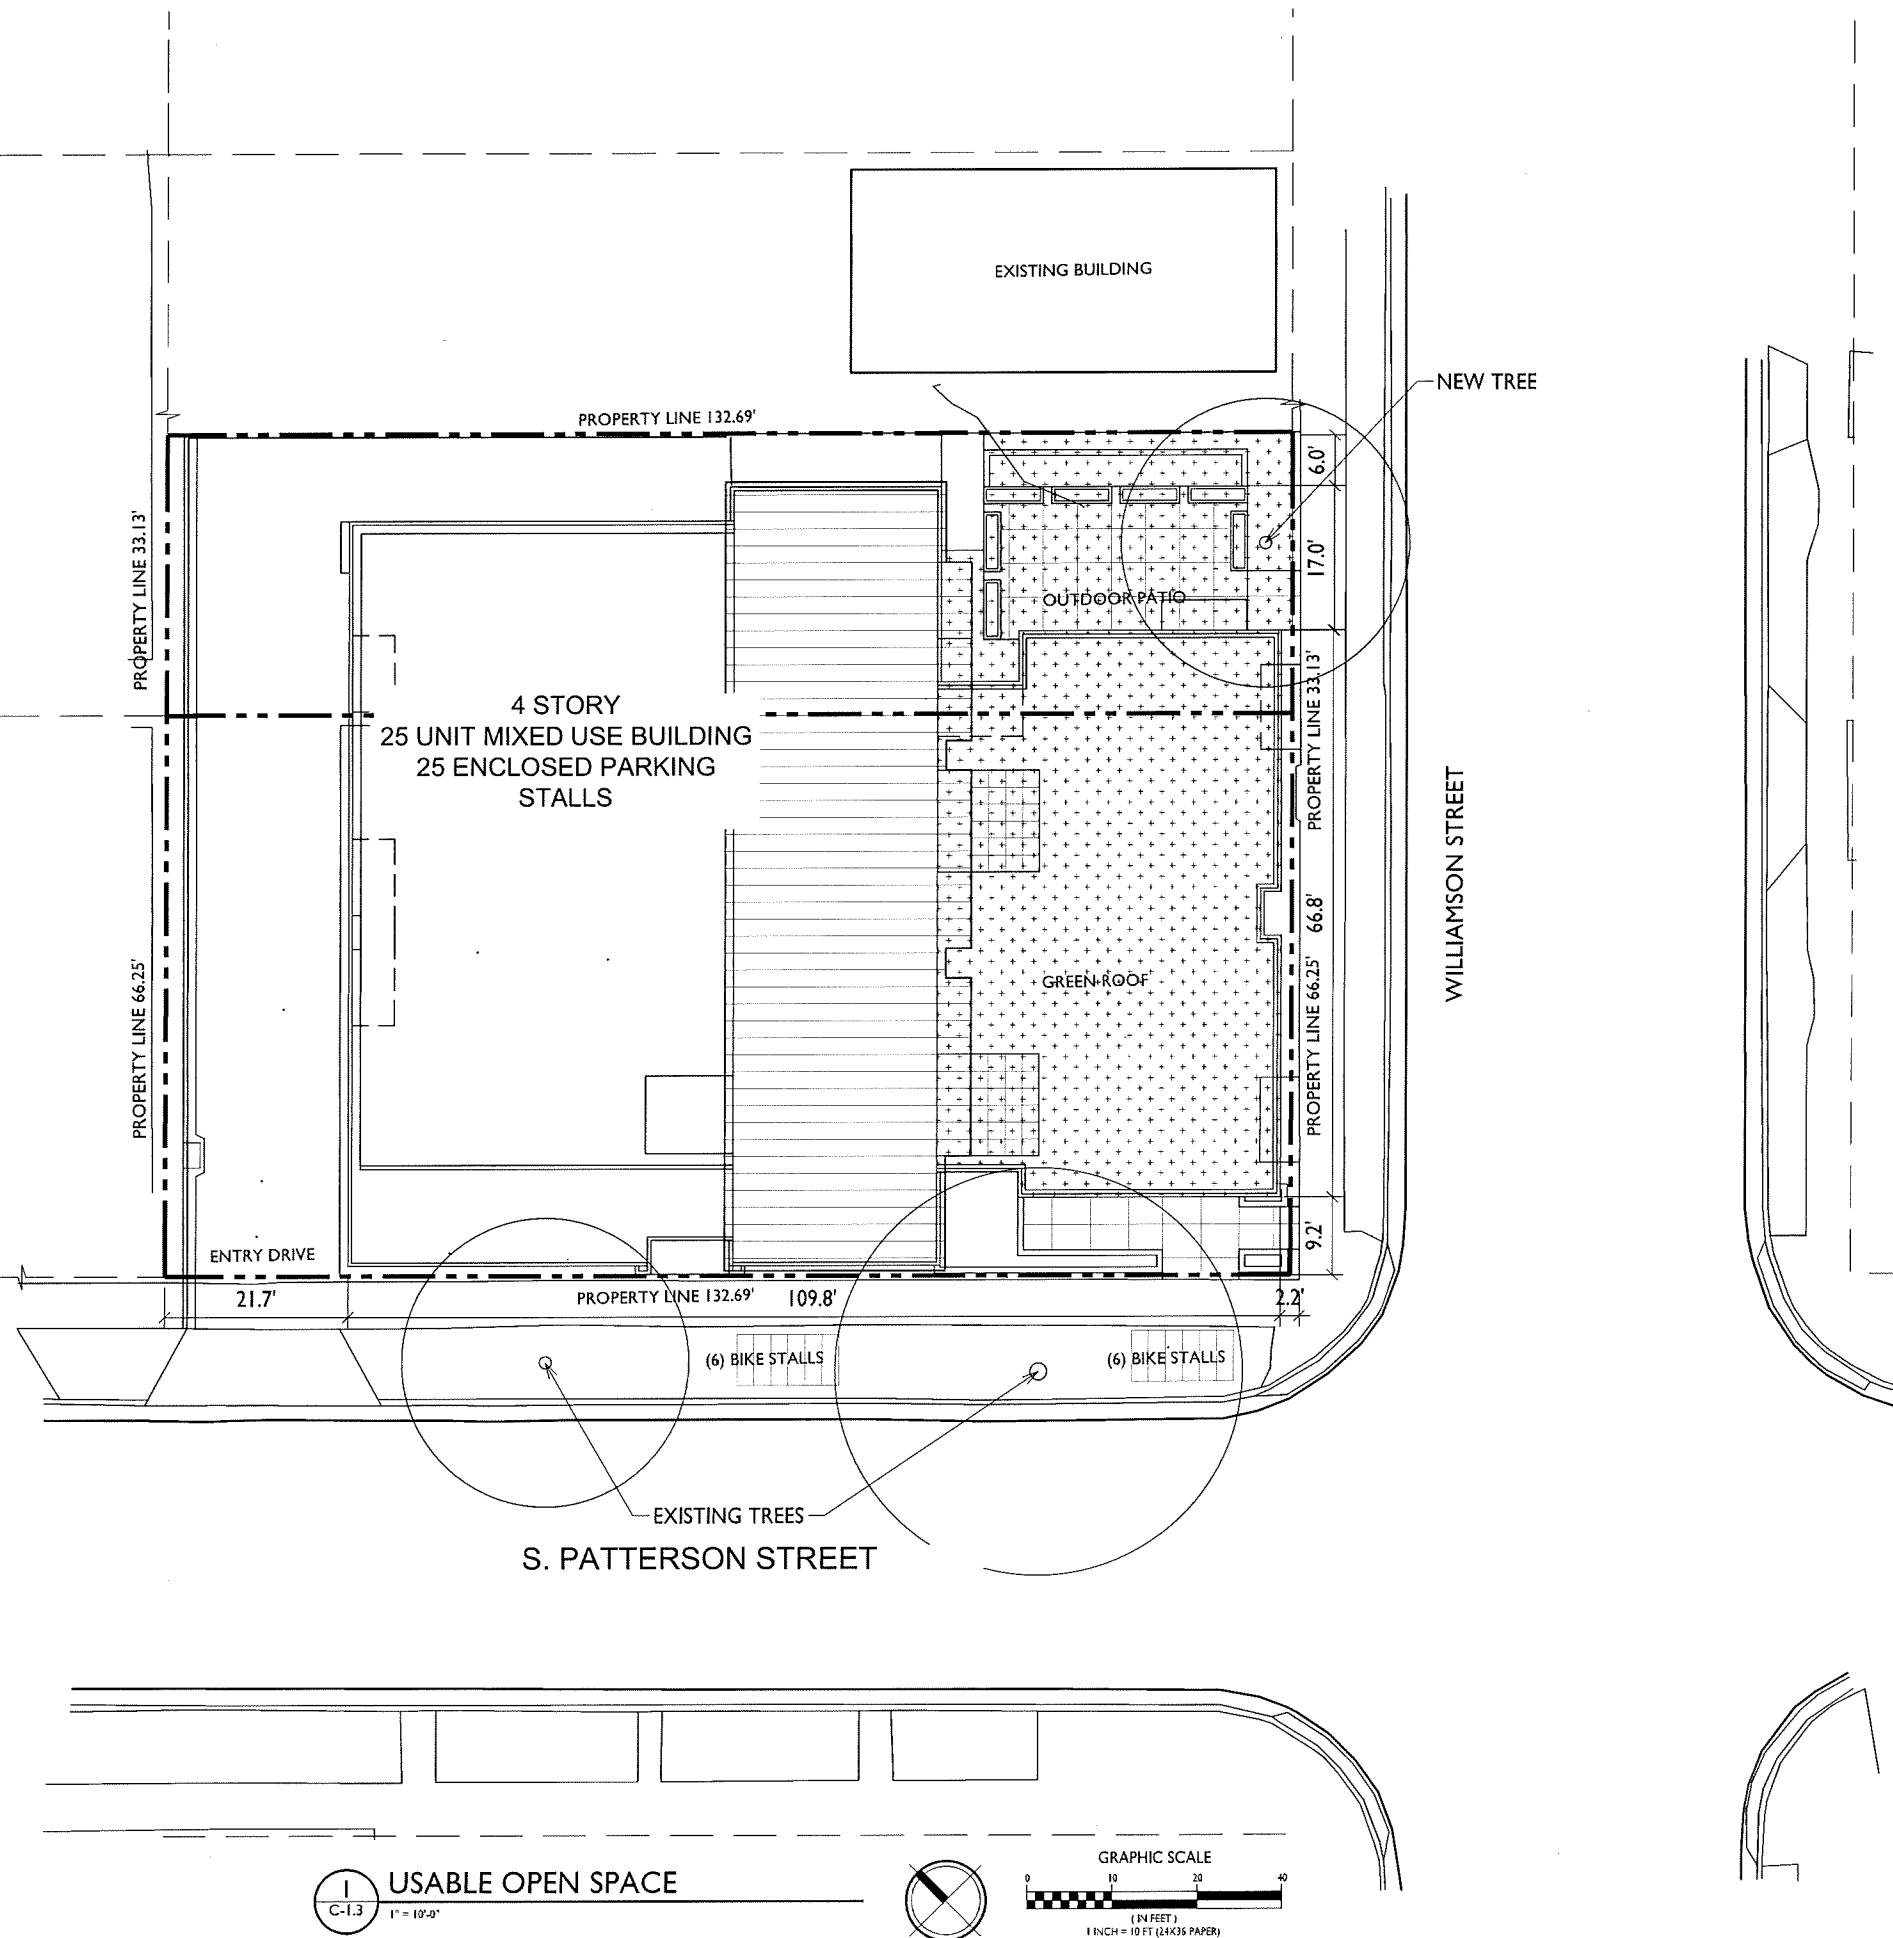 EXISTING BUILDING
NEW TREE
PROPERTY LINE 132.69'
6.0'
17.0'
PROPERTY LINE 33.13'
OUTDOOR PATIO
PROPERTY LINE 33.13'
4 STORY
25 UNIT MIXED USE BUILDING
25 ENCLOSED PARKING
STALLS
WILLIAMSON STREET
66.8'
GREEN ROOF
PROPERTY LINE 66.25'
PROPERTY LINE 66.25'
9.2'
ENTRY DRIVE
21.7'
PROPERTY LINE 132.69'
109.8'
2.2'
(6) BIKE STALLS
(6) BIKE STALLS
EXISTING TREES
S. PATTERSON STREET
1
C-1.3
USABLE OPEN SPACE
1" = 10'-0"
GRAPHIC SCALE
0 10 20 40
( IN FEET )
1 INCH = 10 FT (24X36 PAPER)